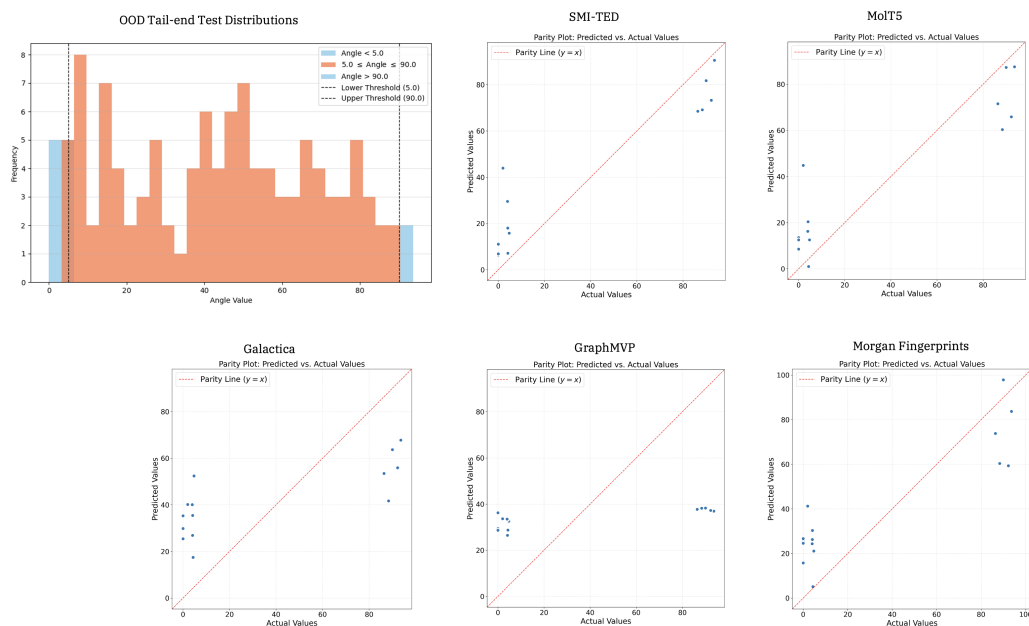 OOD Tail-end Test Distributions
Angle < 5.0
5.0 ≤ Angle ≤ 90.0
Angle > 90.0
Lower Threshold (5.0)
Upper Threshold (90.0)
Frequency
8
7
6
5
4
3
2
1
0
0
20
40
60
80
Angle Value
SMI-TED
Parity Plot: Predicted vs. Actual Values
Parity Line (y = x)
Predicted Values
80
60
40
20
0
0
20
40
60
80
Actual Values
MolT5
Parity Plot: Predicted vs. Actual Values
Parity Line (y = x)
Predicted Values
80
60
40
20
0
0
20
40
60
80
Actual Values
Galactica
Parity Plot: Predicted vs. Actual Values
Parity Line (y = x)
Predicted Values
80
60
40
20
0
0
20
40
60
80
Actual Values
GraphMVP
Parity Plot: Predicted vs. Actual Values
Parity Line (y = x)
Predicted Values
80
60
40
20
0
0
20
40
60
80
Actual Values
Morgan Fingerprints
Parity Plot: Predicted vs. Actual Values
Parity Line (y = x)
Predicted Values
100
80
60
40
20
0
0
20
40
60
80
100
Actual Values